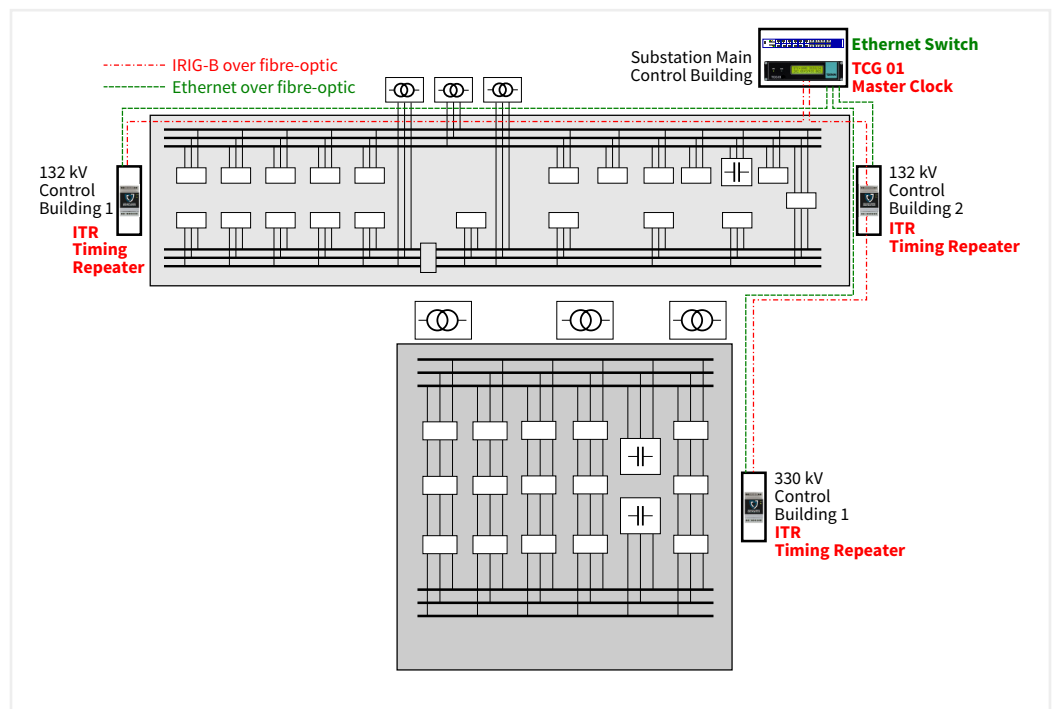 IRIG-B over fibre-optic
Ethernet over fibre-optic
Substation Main
Control Building
Ethernet Switch
TCG 01
Master Clock
132 kV
Control
Building 1
ITR
Timing
Repeater
132 kV
Control
Building 2
ITR
Timing Repeater
330 kV
Control
Building 1
ITR
Timing Repeater